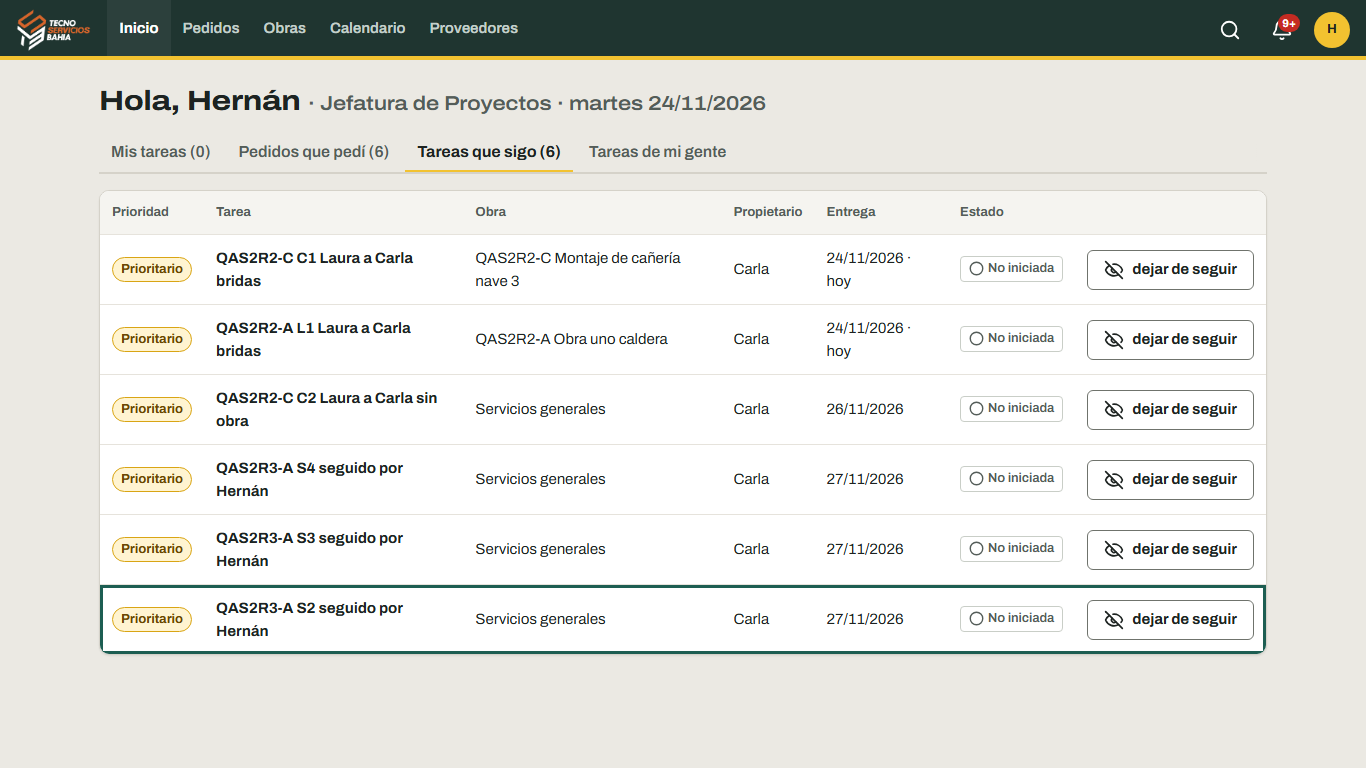 TECNO SERVICIOS BAHIA
Inicio Pedidos Obras Calendario Proveedores 9+ H
Hola, Hernán · Jefatura de Proyectos · martes 24/11/2026
Mis tareas (0) Pedidos que pedí (6) Tareas que sigo (6) Tareas de mi gente
Prioridad Tarea Obra Propietario Entrega Estado
Prioritario QAS2R2-C C1 Laura a Carla bridas QAS2R2-C Montaje de cañería nave 3 Carla 24/11/2026 · hoy No iniciada dejar de seguir
Prioritario QAS2R2-A L1 Laura a Carla bridas QAS2R2-A Obra uno caldera Carla 24/11/2026 · hoy No iniciada dejar de seguir
Prioritario QAS2R2-C C2 Laura a Carla sin obra Servicios generales Carla 26/11/2026 No iniciada dejar de seguir
Prioritario QAS2R3-A S4 seguido por Hernán Servicios generales Carla 27/11/2026 No iniciada dejar de seguir
Prioritario QAS2R3-A S3 seguido por Hernán Servicios generales Carla 27/11/2026 No iniciada dejar de seguir
Prioritario QAS2R3-A S2 seguido por Hernán Servicios generales Carla 27/11/2026 No iniciada dejar de seguir